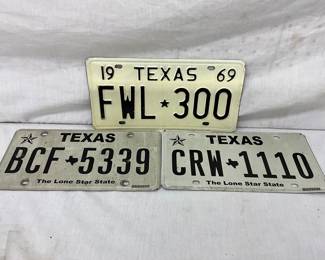 19 TEXAS 69
FWL★300
TEXAS
BCF 5339
The Lone Star State
TEXAS
CRW 1110
The Lone Star State